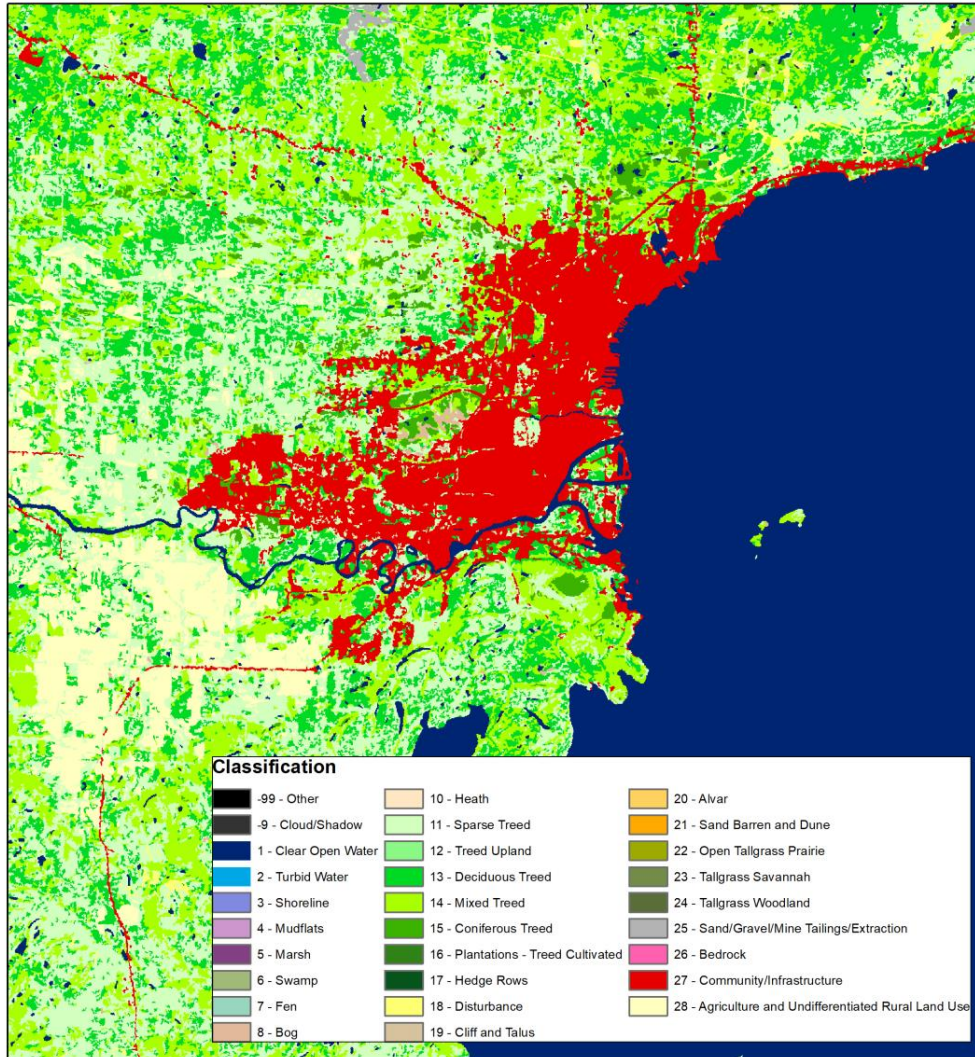 Classification
-99 - Other
-9 - Cloud/Shadow
1 - Clear Open Water
2 - Turbid Water
3 - Shoreline
4 - Mudflats
5 - Marsh
6 - Swamp
7 - Fen
8 - Bog
10 - Heath
11 - Sparse Treed
12 - Treed Upland
13 - Deciduous Treed
14 - Mixed Treed
15 - Coniferous Treed
16 - Plantations - Treed Cultivated
17 - Hedge Rows
18 - Disturbance
19 - Cliff and Talus
20 - Alvar
21 - Sand Barren and Dune
22 - Open Tallgrass Prairie
23 - Tallgrass Savannah
24 - Tallgrass Woodland
25 - Sand/Gravel/Mine Tailings/Extraction
26 - Bedrock
27 - Community/Infrastructure
28 - Agriculture and Undifferentiated Rural Land Use